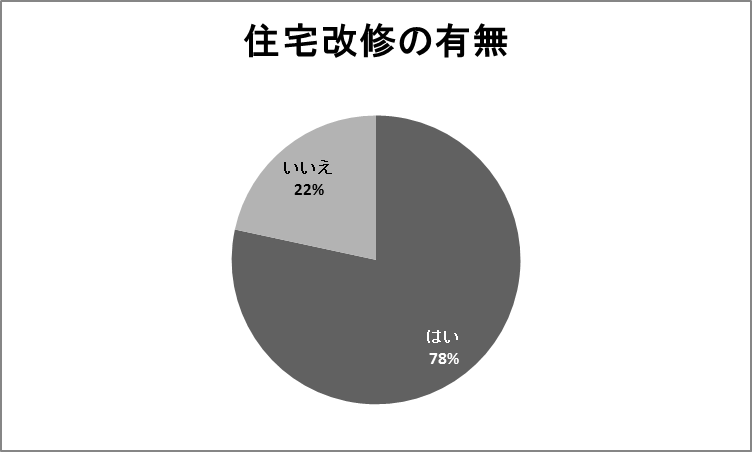 住宅改修の有無
いいえ
22%
はい
78%